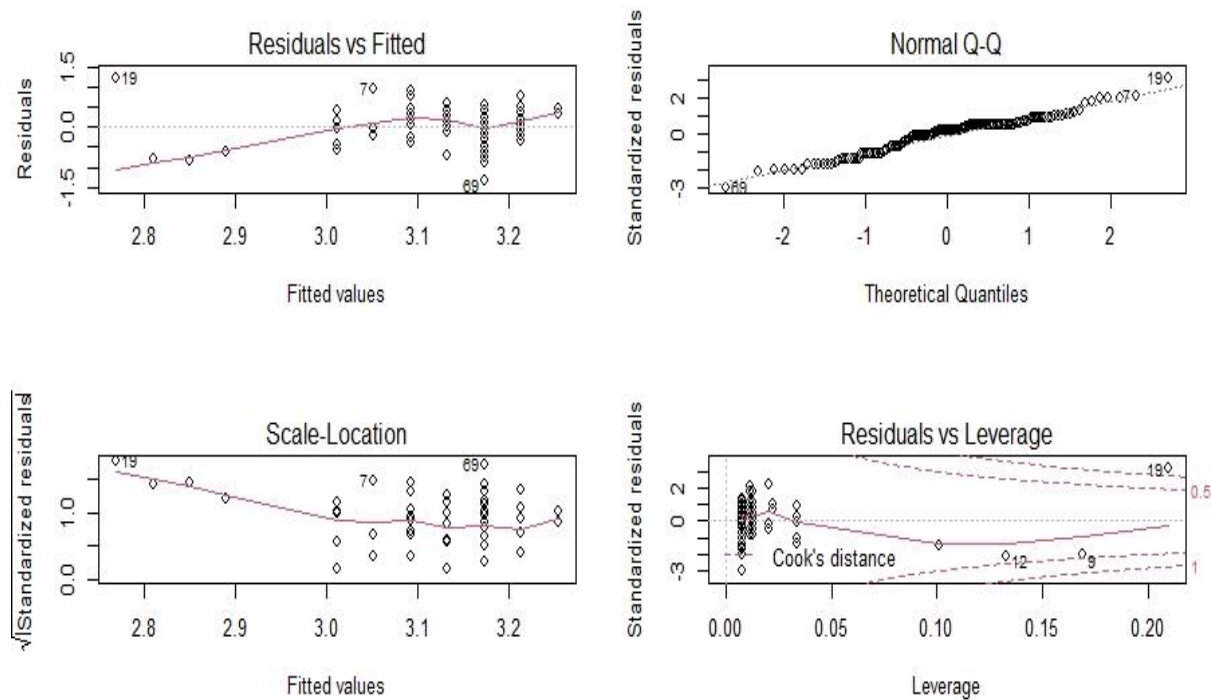 Residuals vs Fitted
Residuals
1.5
0.0
-1.5
19
7
69
2.8 2.9 3.0 3.1 3.2
Fitted values
Normal Q-Q
Standardized residuals
2
0
-3
19
7
69
-2 -1 0 1 2
Theoretical Quantiles
Scale-Location
√|Standardized residuals|
1.0
0.0
19
7
69
2.8 2.9 3.0 3.1 3.2
Fitted values
Residuals vs Leverage
Standardized residuals
2
0
-3
19
0.5
Cook's distance
12
9
1
0.00 0.05 0.10 0.15 0.20
Leverage